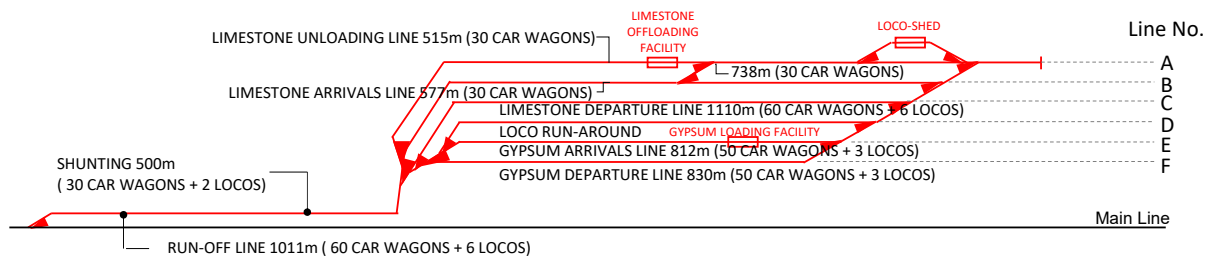 LIMESTONE
OFFLOADING
FACILITY
LOCO-SHED
Line No.
LIMESTONE UNLOADING LINE 515m (30 CAR WAGONS)
A
738m (30 CAR WAGONS)
B
LIMESTONE ARRIVALS LINE 577m (30 CAR WAGONS)
C
LIMESTONE DEPARTURE LINE 1110m (60 CAR WAGONS + 6 LOCOS)
D
LOCO RUN-AROUND
GYPSUM LOADING FACILITY
E
GYPSUM ARRIVALS LINE 812m (50 CAR WAGONS + 3 LOCOS)
F
GYPSUM DEPARTURE LINE 830m (50 CAR WAGONS + 3 LOCOS)
SHUNTING 500m
( 30 CAR WAGONS + 2 LOCOS)
Main Line
RUN-OFF LINE 1011m ( 60 CAR WAGONS + 6 LOCOS)